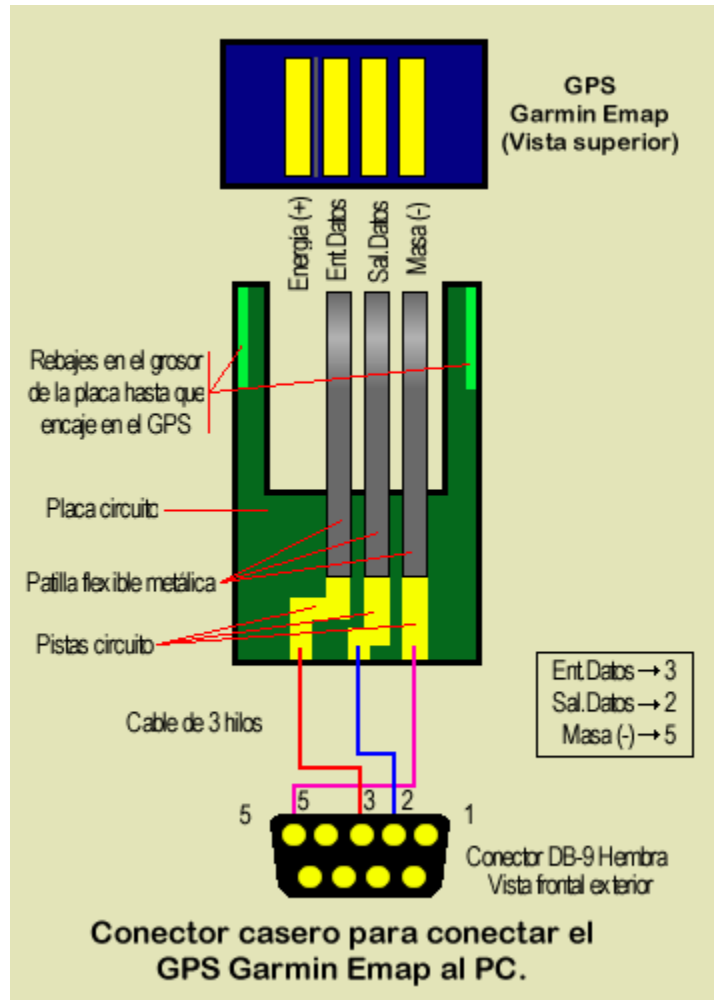 GPS
Garmin Emap
(Vista superior)
Energía (+)
Ent.Datos
Sal.Datos
Masa (-)
Rebajes en el grosor
de la placa hasta que
encaje en el GPS
Placa circuito
Patilla flexible metálica
Pistas circuito
Ent.Datos→3
Sal.Datos→2
Masa (-)→5
Cable de 3 hilos
5 5 3 2 1
Conector DB-9 Hembra
Vista frontal exterior
Conector casero para conectar el
GPS Garmin Emap al PC.